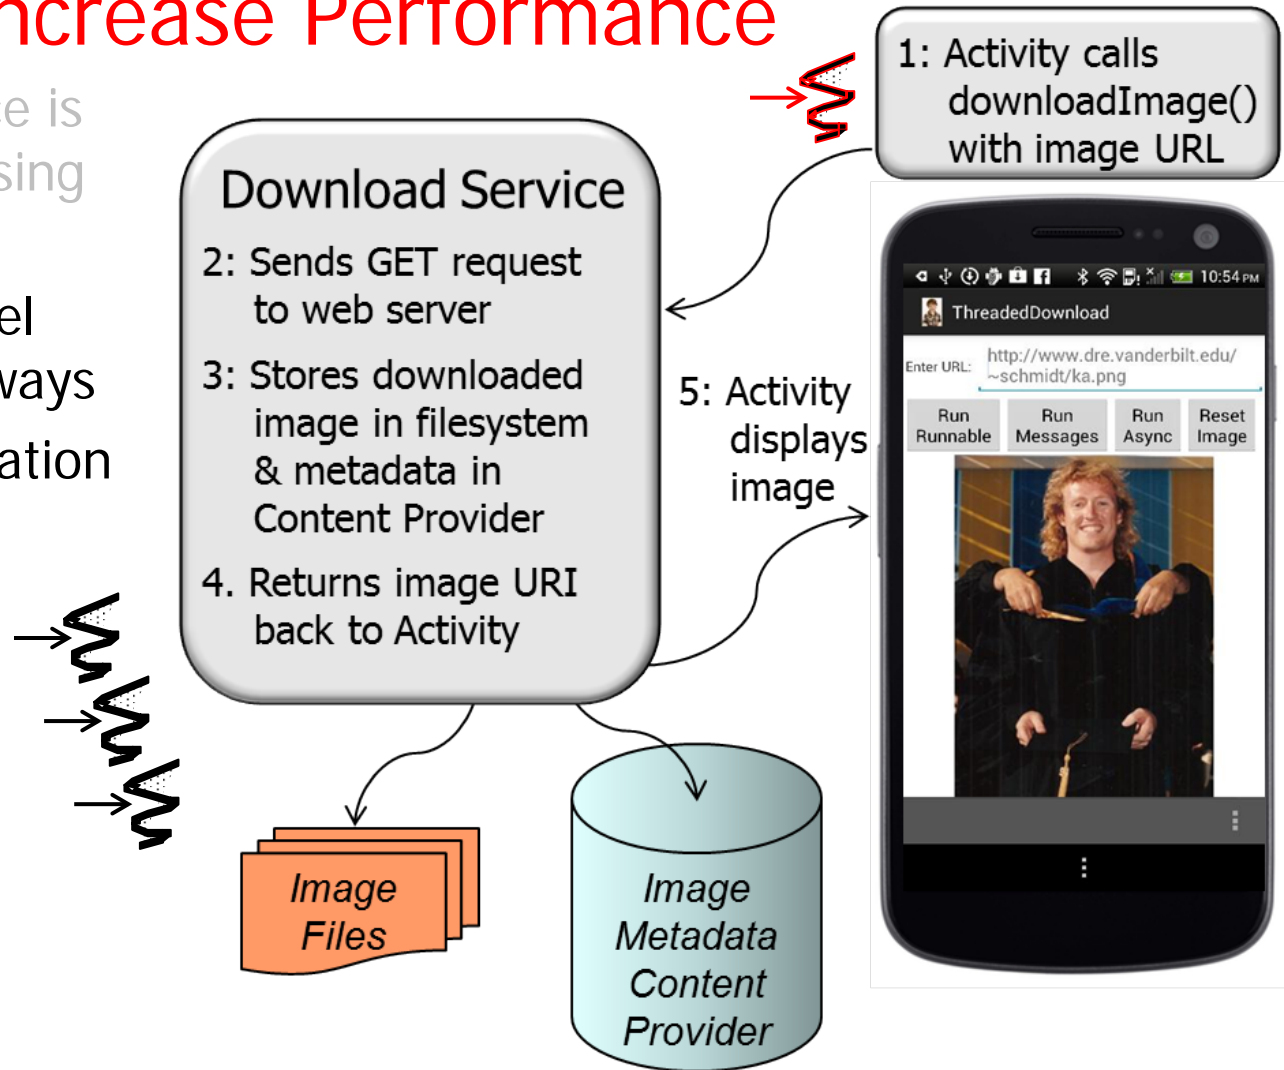 ncrease Performance
ce is
sing
el
ways
ation
1: Activity calls
downloadImage()
with image URL
Download Service
2: Sends GET request
to web server
3: Stores downloaded
image in filesystem
& metadata in
Content Provider
4. Returns image URI
back to Activity
5: Activity
displays
image
10:54 PM
ThreadedDownload
Enter URL:
http://www.dre.vanderbilt.edu/
~schmidt/ka.png
Run
Runnable
Run
Messages
Run
Async
Reset
Image
Image
Files
Image
Metadata
Content
Provider